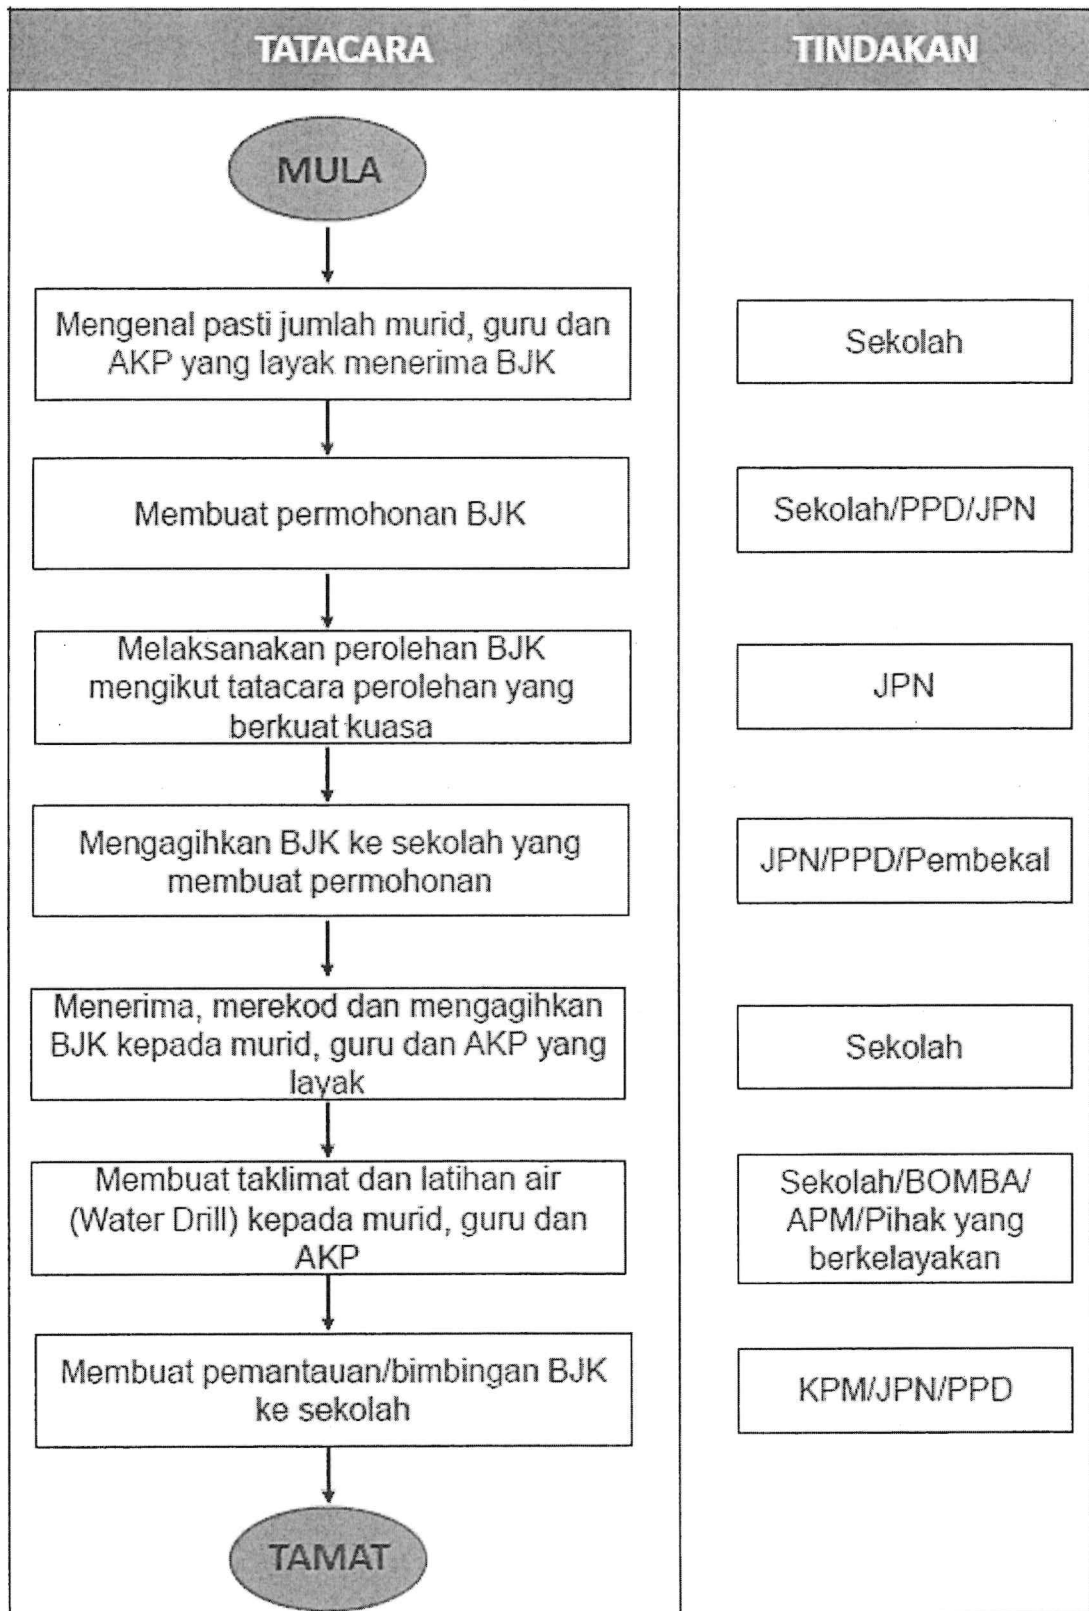 TATACARA
TINDAKAN
MULA
Mengenal pasti jumlah murid, guru dan
AKP yang layak menerima BJK
Sekolah
Membuat permohonan BJK
Sekolah/PPD/JPN
Melaksanakan perolehan BJK
mengikut tatacara perolehan yang
berkuat kuasa
JPN
Mengagihkan BJK ke sekolah yang
membuat permohonan
JPN/PPD/Pembekal
Menerima, merekod dan mengagihkan
BJK kepada murid, guru dan AKP yang
layak
Sekolah
Membuat taklimat dan latihan air
(Water Drill) kepada murid, guru dan
AKP
Sekolah/BOMBA/
APM/Pihak yang
berkelayakan
Membuat pemantauan/bimbingan BJK
ke sekolah
KPM/JPN/PPD
TAMAT